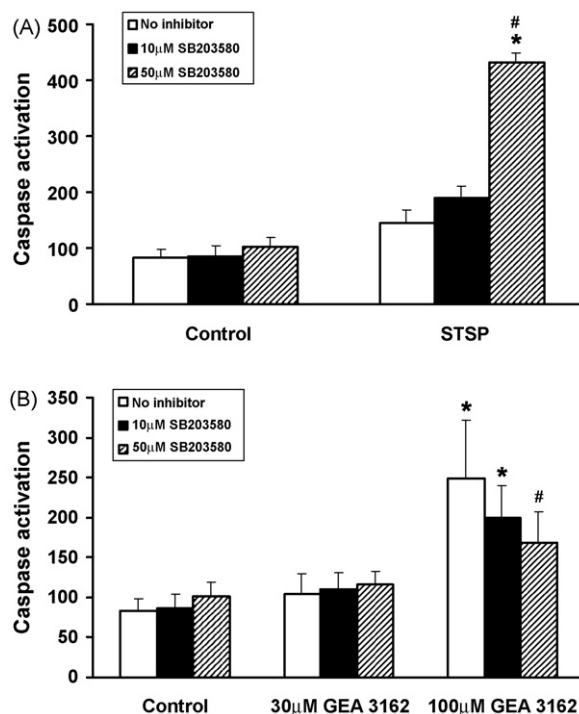 (A)
Caspase activation
500
400
300
200
100
0
No inhibitor
10μM SB203580
50μM SB203580
#
*
Control STSP
(B)
Caspase activation
350
300
250
200
150
100
50
0
No inhibitor
10μM SB203580
50μM SB203580
*
*
#
Control 30μM GEA 3162 100μM GEA 3162